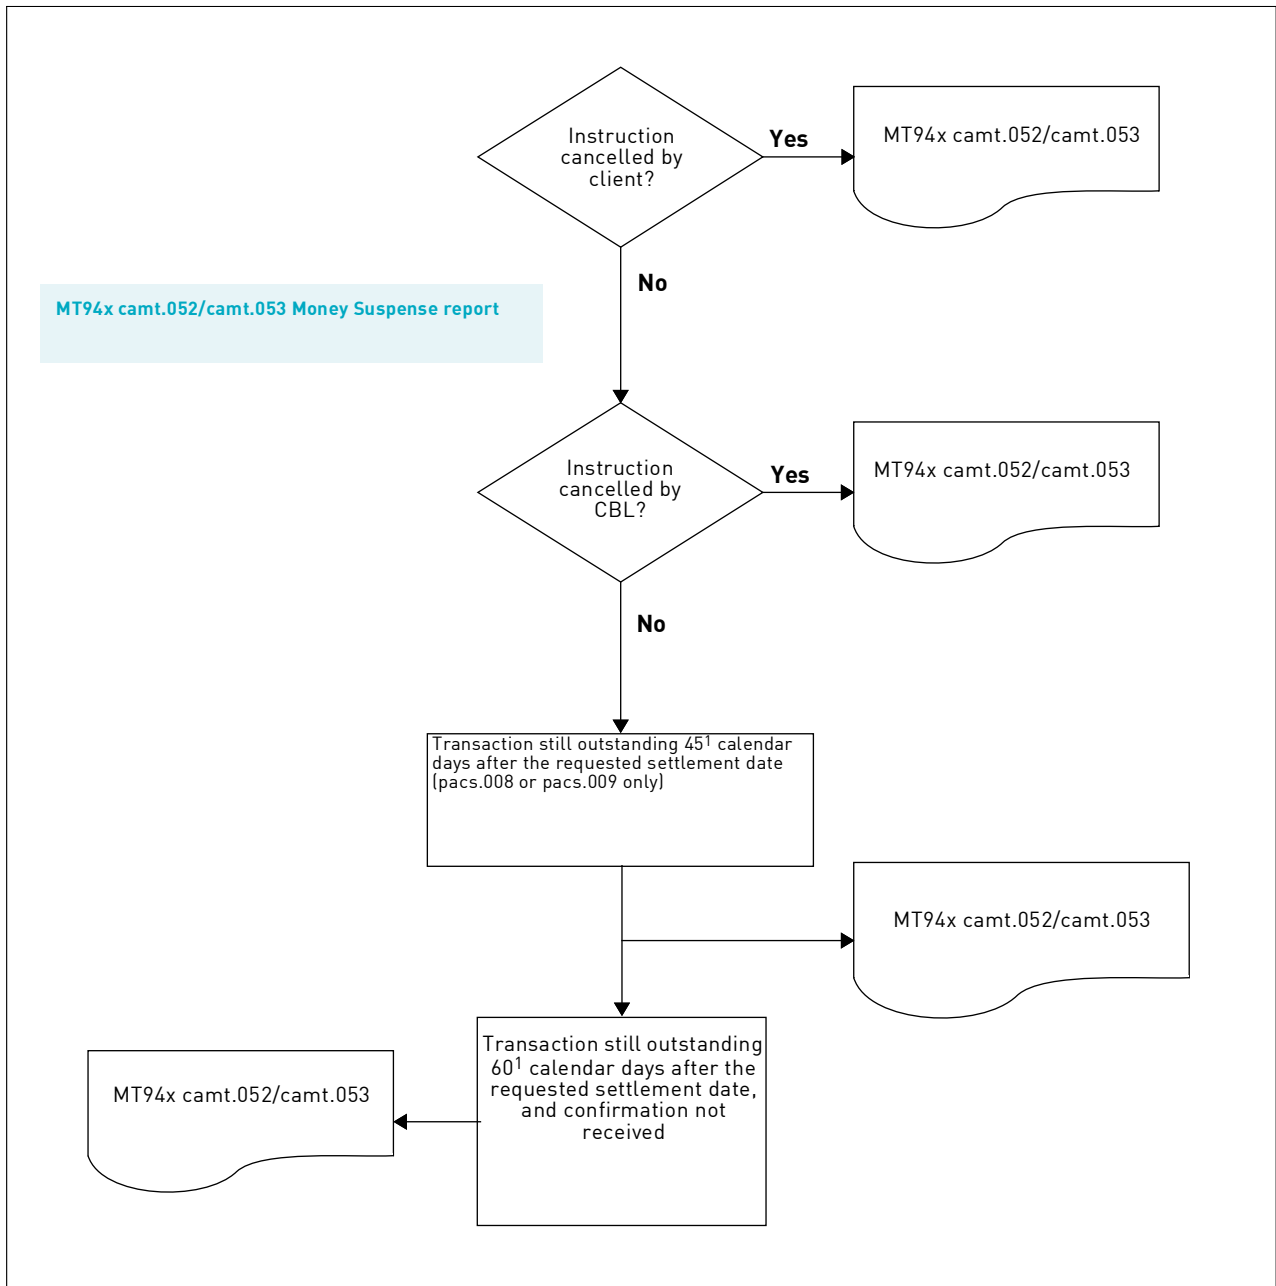 Instruction
cancelled by
client?
Yes
MT94x camt.052/camt.053
No
MT94x camt.052/camt.053 Money Suspense report
Instruction
cancelled by
CBL?
Yes
MT94x camt.052/camt.053
No
Transaction still outstanding 45¹ calendar
days after the requested settlement date
(pacs.008 or pacs.009 only)
MT94x camt.052/camt.053
Transaction still outstanding
60¹ calendar days after the
requested settlement date,
and confirmation not
received
MT94x camt.052/camt.053